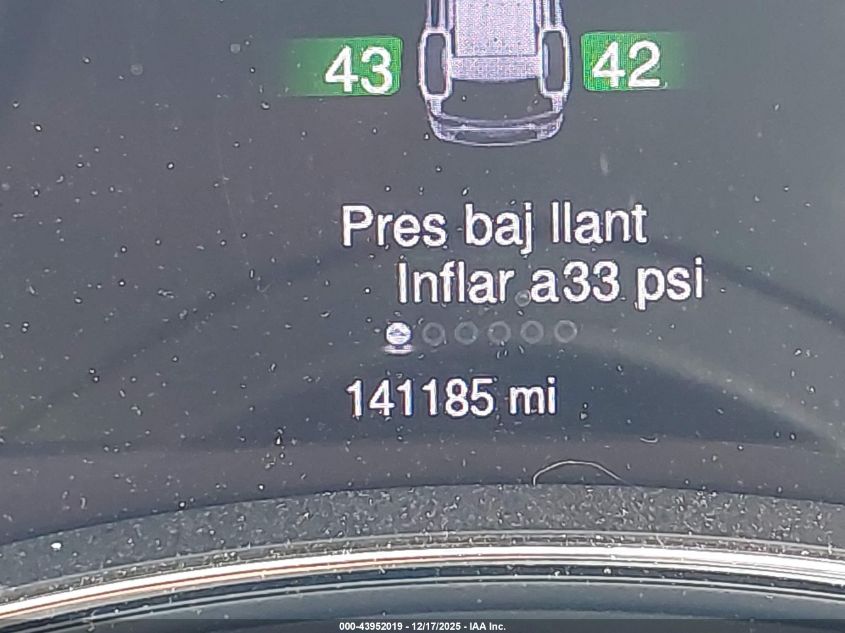 43 42
Pres baj llant
Inflar a33 psi
141185 mi
000-43952019 - 12/17/2025 - IAA Inc.